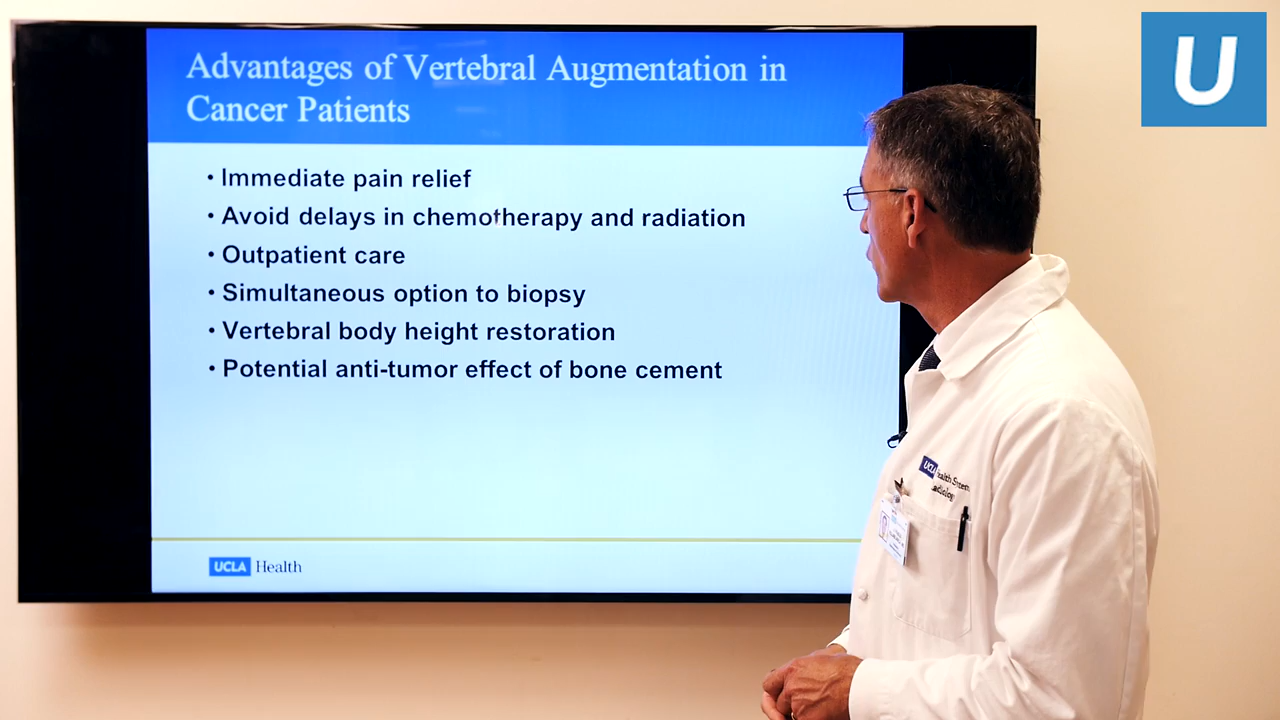 Advantages of Vertebral Augmentation in
Cancer Patients
• Immediate pain relief
• Avoid delays in chemotherapy and radiation
• Outpatient care
• Simultaneous option to biopsy
• Vertebral body height restoration
• Potential anti-tumor effect of bone cement
UCLA Health
U
UCLA